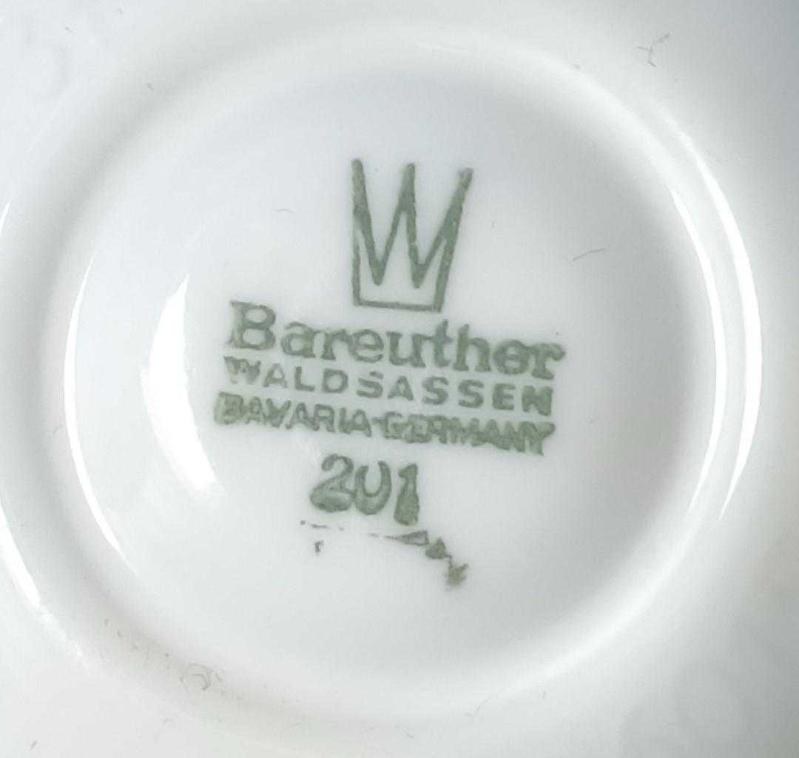 W
Bareuther
WALDSASSEN
BAVARIA-GERMANY
201